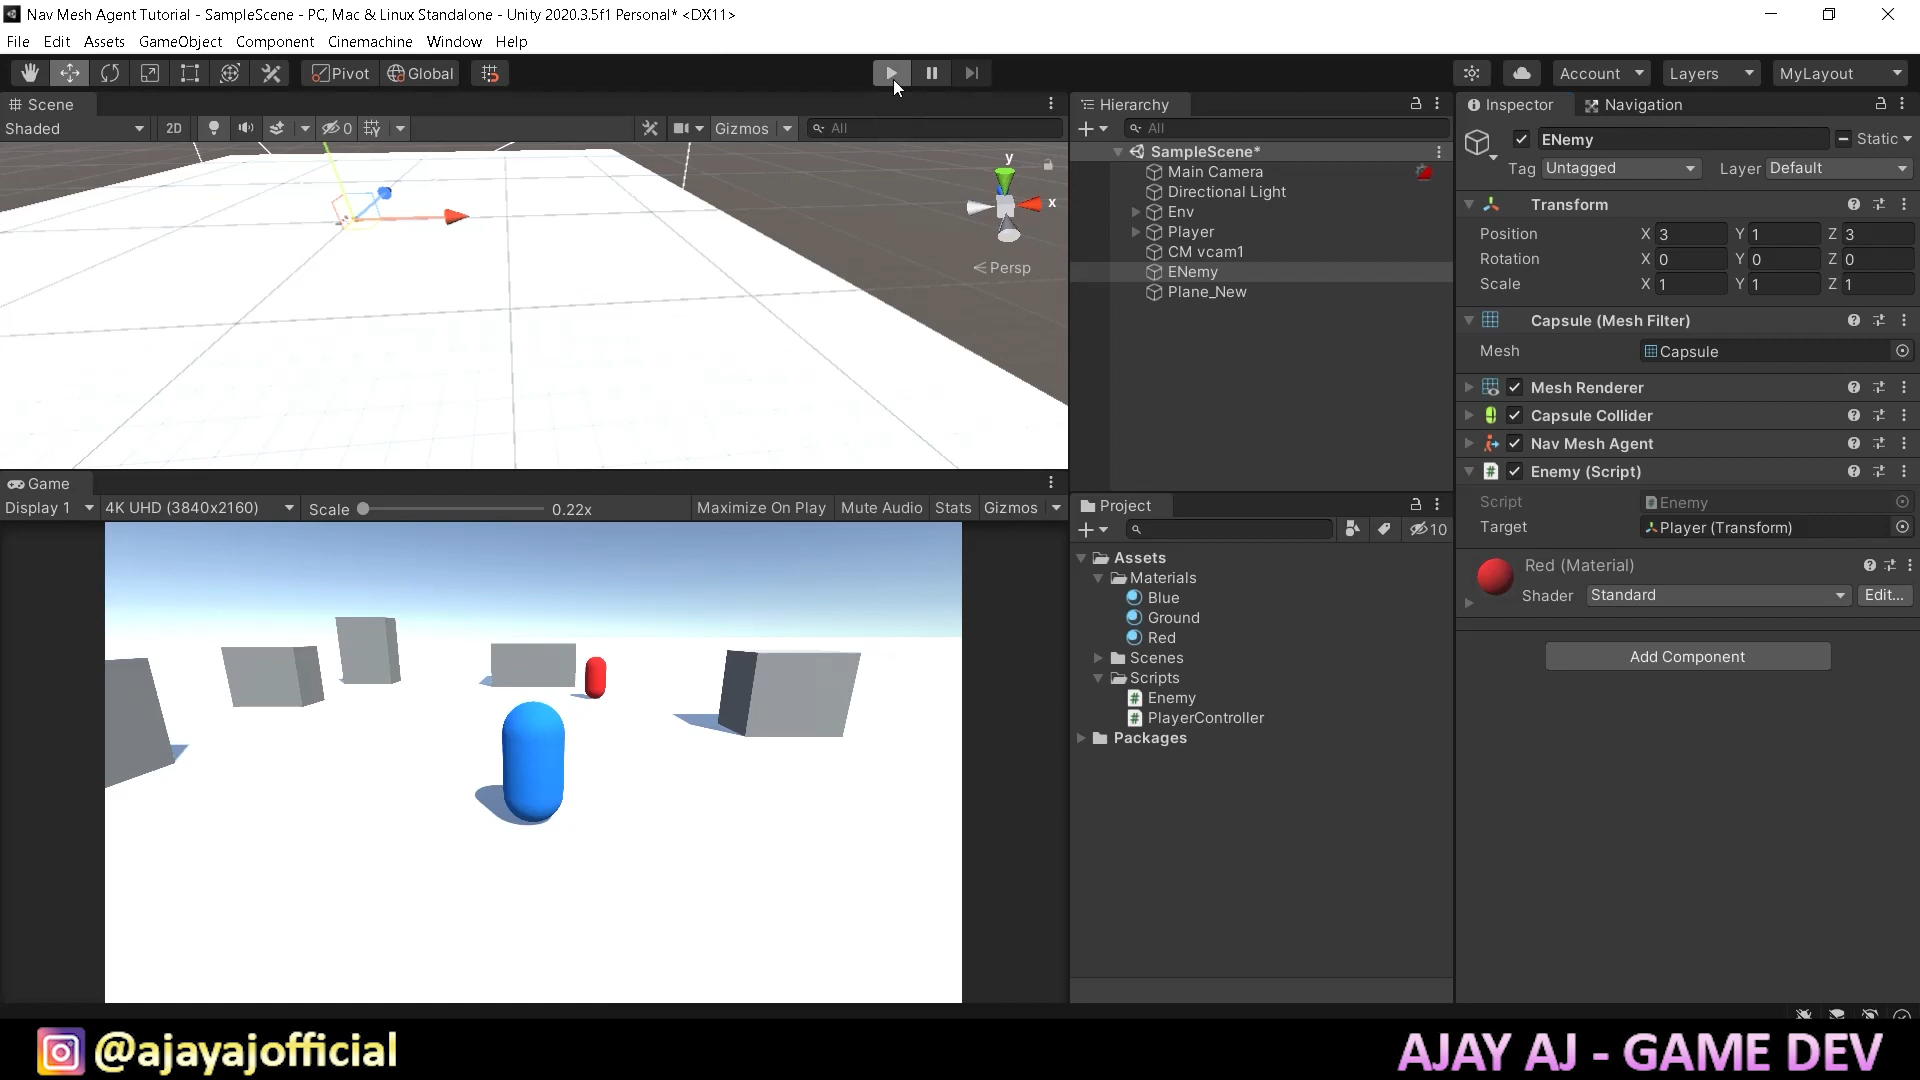 Nav Mesh Agent Tutorial - SampleScene - PC, Mac & Linux Standalone - Unity 2020.3.5f1 Personal* <DX11>
File Edit Assets GameObject Component Cinemachine Window Help
Pivot Global Account Layers MyLayout
Scene
Shaded 2D 0 Gizmos All
y
x
Persp
Game
Display 1 4K UHD (3840x2160) Scale 0.22x Maximize On Play Mute Audio Stats Gizmos
Hierarchy
All
SampleScene*
Main Camera
Directional Light
Env
Player
CM vcam1
ENemy
Plane_New
Project
10
Assets
Materials
Blue
Ground
Red
Scenes
Scripts
Enemy
PlayerController
Packages
Inspector Navigation
ENemy Static
Tag Untagged Layer Default
Transform
Position X 3 Y 1 Z 3
Rotation X 0 Y 0 Z 0
Scale X 1 Y 1 Z 1
Capsule (Mesh Filter)
Mesh Capsule
Mesh Renderer
Capsule Collider
Nav Mesh Agent
Enemy (Script)
Script Enemy
Target Player (Transform)
Red (Material)
Shader Standard Edit...
Add Component
@ajayajofficial
AJAY AJ - GAME DEV